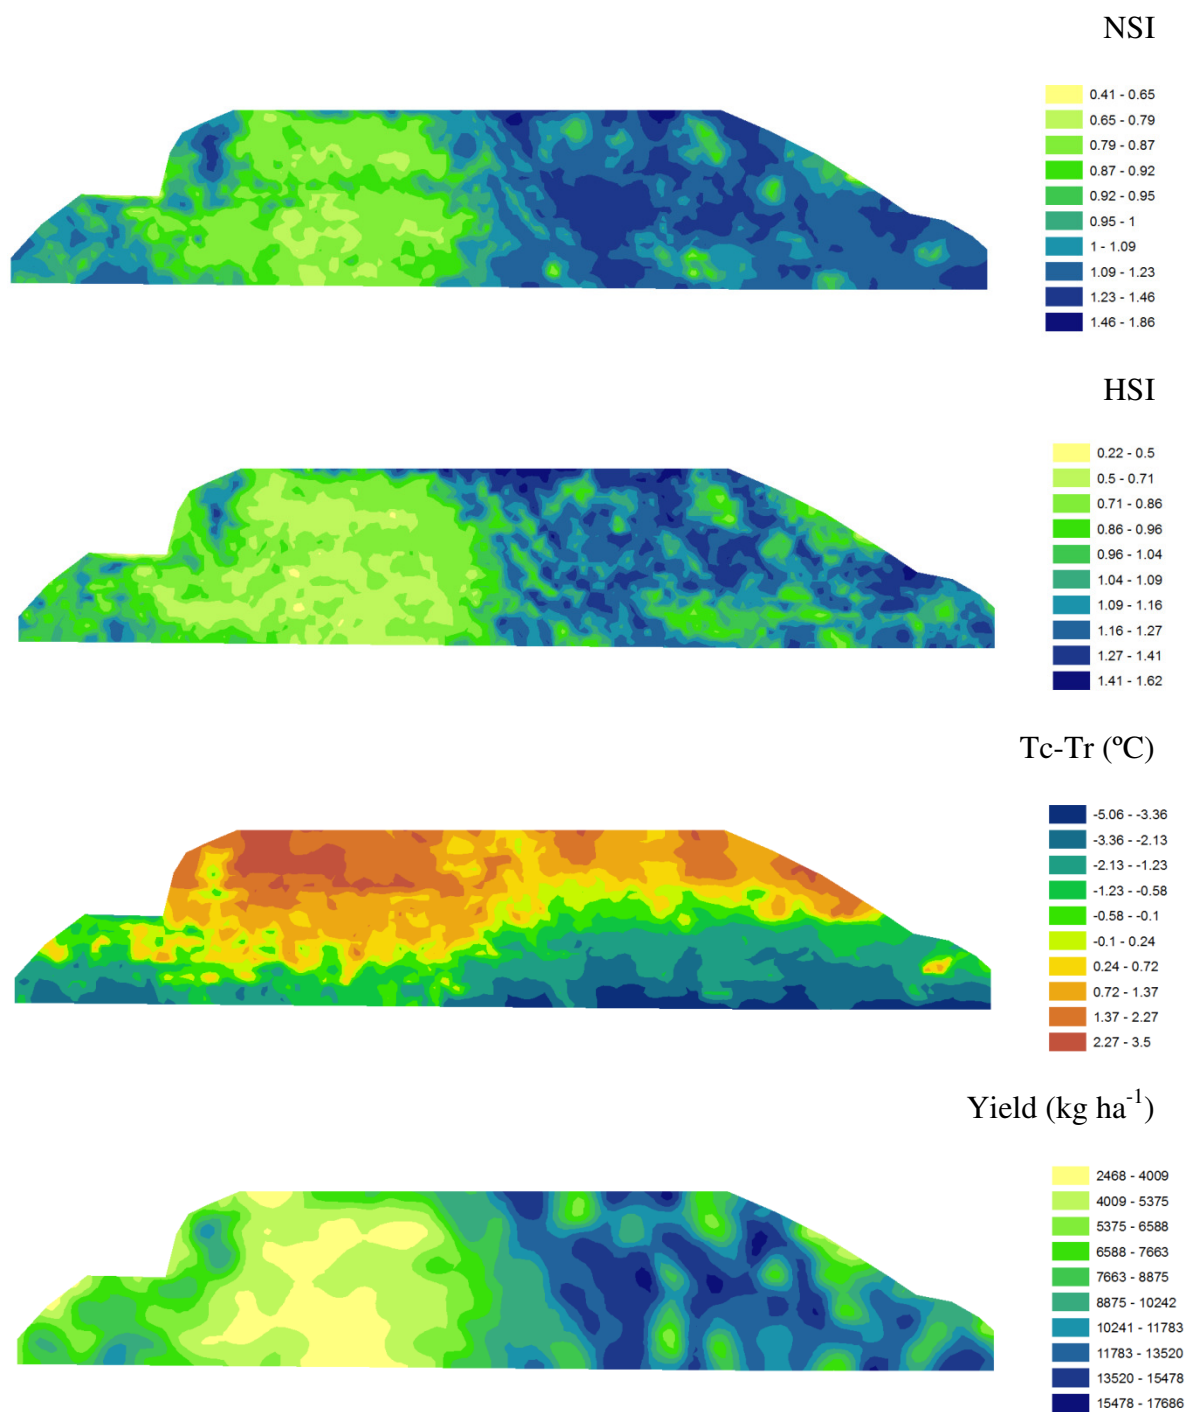 NSI
0.41 - 0.65
0.65 - 0.79
0.79 - 0.87
0.87 - 0.92
0.92 - 0.95
0.95 - 1
1 - 1.09
1.09 - 1.23
1.23 - 1.46
1.46 - 1.86
HSI
0.22 - 0.5
0.5 - 0.71
0.71 - 0.86
0.86 - 0.96
0.96 - 1.04
1.04 - 1.09
1.09 - 1.16
1.16 - 1.27
1.27 - 1.41
1.41 - 1.62
Tc-Tr (ºC)
-5.06 - -3.36
-3.36 - -2.13
-2.13 - -1.23
-1.23 - -0.58
-0.58 - -0.1
-0.1 - 0.24
0.24 - 0.72
0.72 - 1.37
1.37 - 2.27
2.27 - 3.5
Yield (kg ha⁻¹)
2468 - 4009
4009 - 5375
5375 - 6588
6588 - 7663
7663 - 8875
8875 - 10242
10241 - 11783
11783 - 13520
13520 - 15478
15478 - 17686